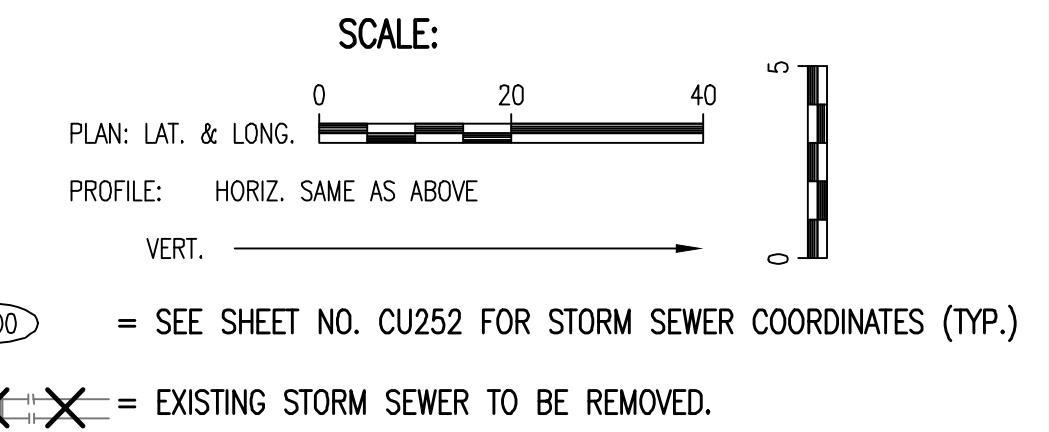 SCALE:
0 20 40
PLAN: LAT. & LONG.
PROFILE: HORIZ. SAME AS ABOVE
VERT.
5
0
= SEE SHEET NO. CU252 FOR STORM SEWER COORDINATES (TYP.)
= EXISTING STORM SEWER TO BE REMOVED.